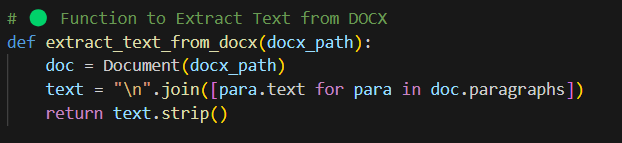 # 🟢 Function to Extract Text from DOCX
def extract_text_from_docx(docx_path):
    doc = Document(docx_path)
    text = "\n".join([para.text for para in doc.paragraphs])
    return text.strip()